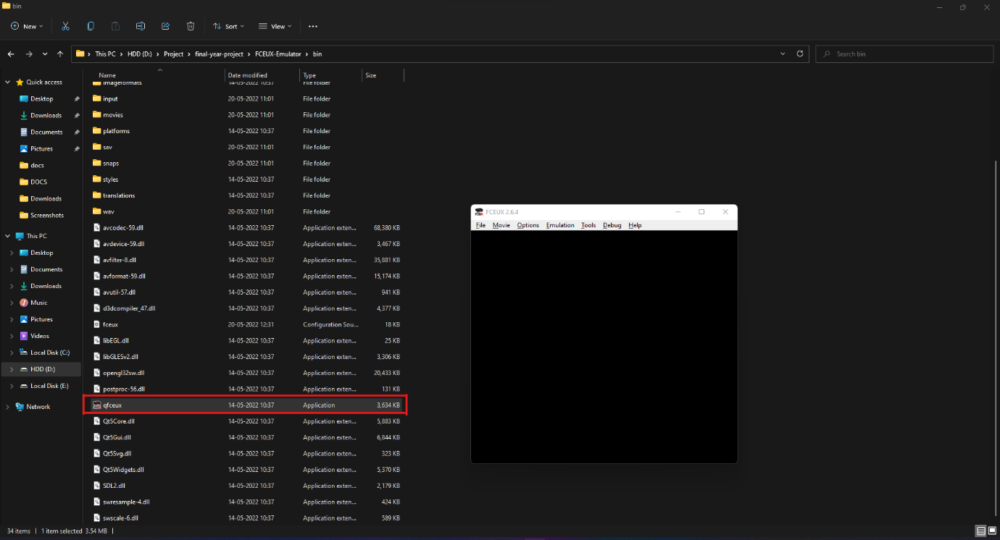 bin
New
Sort
View
This PC > HDD (D:) > Project > final-year-project > FCEUX-Emulator > bin
Search bin
Quick access
Desktop
Downloads
Documents
Pictures
docs
DOCS
Downloads
Screenshots
This PC
Desktop
Documents
Downloads
Music
Pictures
Videos
Local Disk (C:)
HDD (D:)
Local Disk (E:)
Network
Name Date modified Type Size
imageformats 14-05-2022 10:37 File folder
input 20-05-2022 11:01 File folder
movies 20-05-2022 11:01 File folder
platforms 14-05-2022 10:37 File folder
sav 20-05-2022 11:01 File folder
snaps 20-05-2022 11:01 File folder
styles 14-05-2022 10:37 File folder
translations 14-05-2022 10:37 File folder
wav 20-05-2022 11:01 File folder
avcodec-59.dll 14-05-2022 10:37 Application exten... 68,380 KB
avdevice-59.dll 14-05-2022 10:37 Application exten... 3,467 KB
avfilter-8.dll 14-05-2022 10:37 Application exten... 35,881 KB
avformat-59.dll 14-05-2022 10:37 Application exten... 15,174 KB
avutil-57.dll 14-05-2022 10:37 Application exten... 941 KB
d3dcompiler_47.dll 14-05-2022 10:37 Application exten... 4,377 KB
fceux 20-05-2022 12:31 Configuration Sou... 18 KB
libEGL.dll 14-05-2022 10:37 Application exten... 25 KB
libGLESv2.dll 14-05-2022 10:37 Application exten... 3,306 KB
opengl32sw.dll 14-05-2022 10:37 Application exten... 20,433 KB
postproc-56.dll 14-05-2022 10:37 Application exten... 131 KB
qfceux 14-05-2022 10:37 Application 3,634 KB
Qt5Core.dll 14-05-2022 10:37 Application exten... 5,883 KB
Qt5Gui.dll 14-05-2022 10:37 Application exten... 6,844 KB
Qt5Svg.dll 14-05-2022 10:37 Application exten... 323 KB
Qt5Widgets.dll 14-05-2022 10:37 Application exten... 5,370 KB
SDL2.dll 14-05-2022 10:37 Application exten... 2,179 KB
swresample-4.dll 14-05-2022 10:37 Application exten... 424 KB
swscale-6.dll 14-05-2022 10:37 Application exten... 589 KB
FCEUX 2.6.4
File Movie Options Emulation Tools Debug Help
34 items | 1 item selected 3.54 MB |